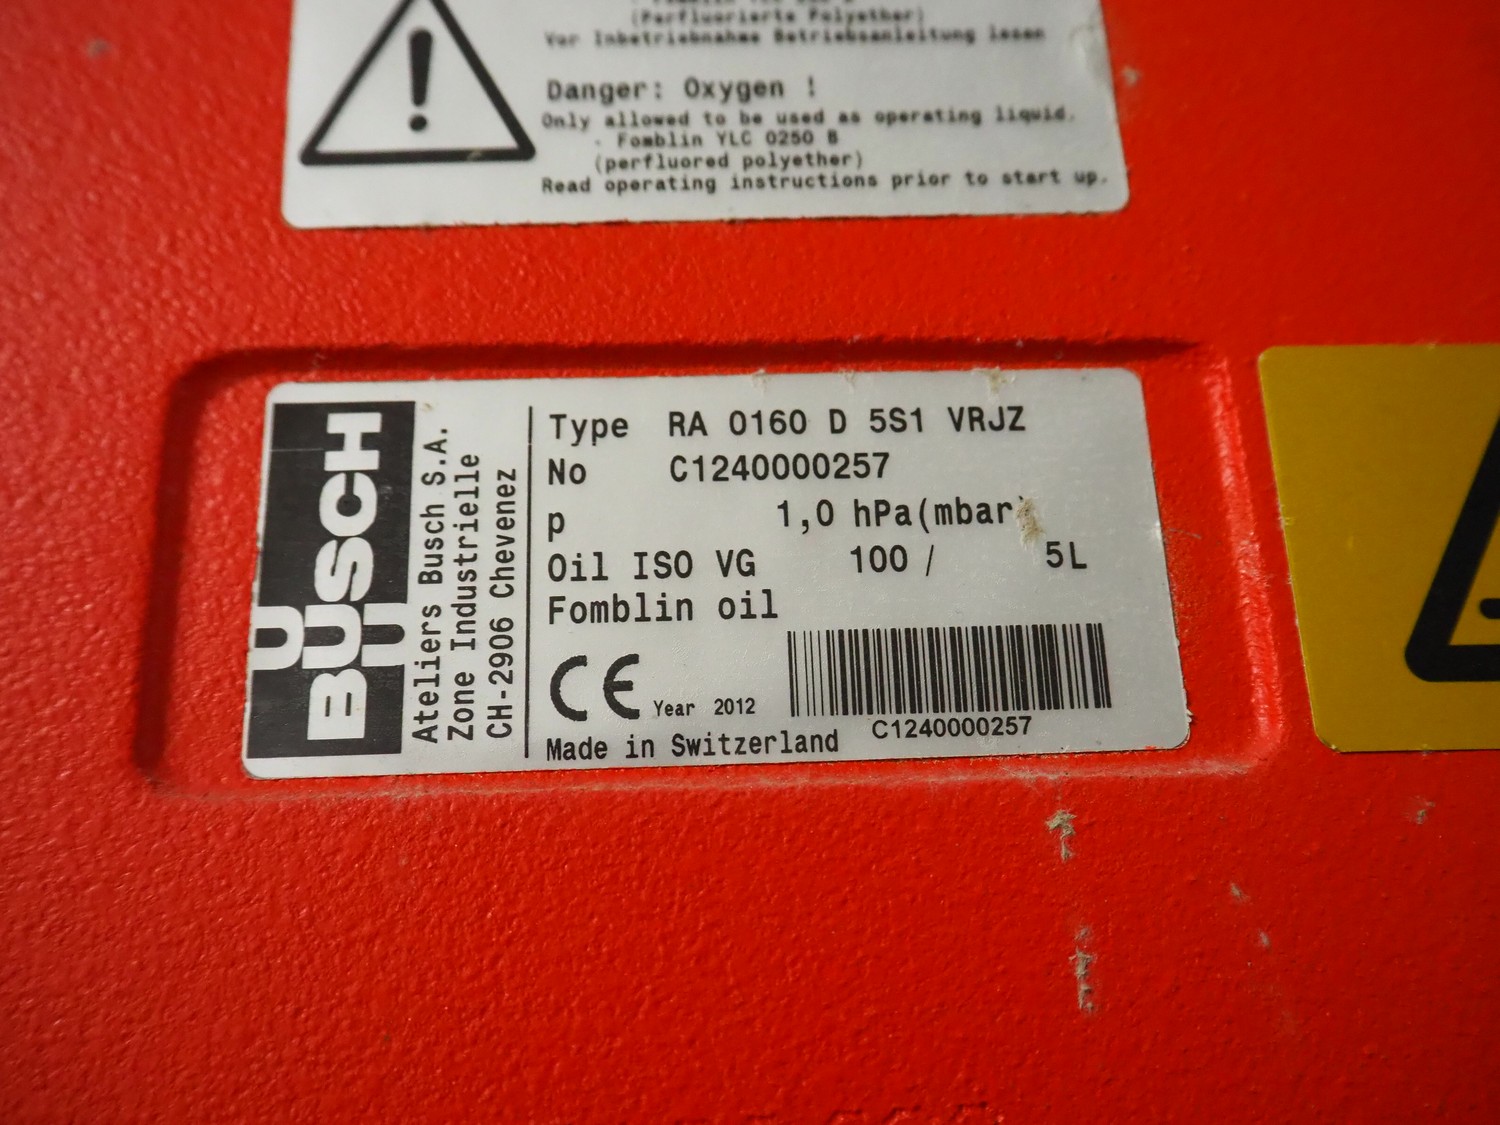 (Perfluorierte Polyether)
Vor Inbetriebnahme Betriebsanleitung lesen
Danger: Oxygen !
Only allowed to be used as operating liquid.
- Fomblin YLC 0250 B
(perfluored polyether)
Read operating instructions prior to start up.
BUSCH
Ateliers Busch S.A.
Zone Industrielle
CH-2906 Chevenez
Type RA 0160 D 5S1 VRJZ
No C1240000257
p 1,0 hPa(mbar)
Oil ISO VG 100 / 5L
Fomblin oil
CE Year 2012
C1240000257
Made in Switzerland